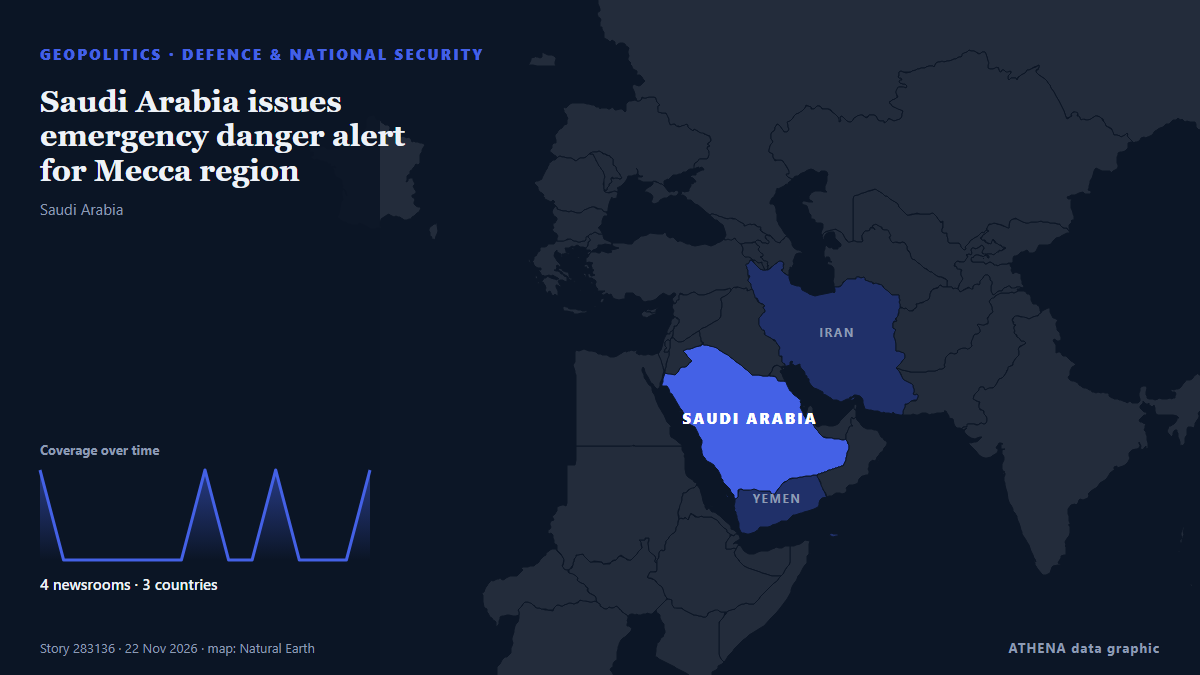 GEOPOLITICS · DEFENCE & NATIONAL SECURITY
Saudi Arabia issues
emergency danger alert
for Mecca region
Saudi Arabia
IRAN
SAUDI ARABIA
YEMEN
Coverage over time
4 newsrooms · 3 countries
Story 283136 · 22 Nov 2026 · map: Natural Earth
ATHENA data graphic